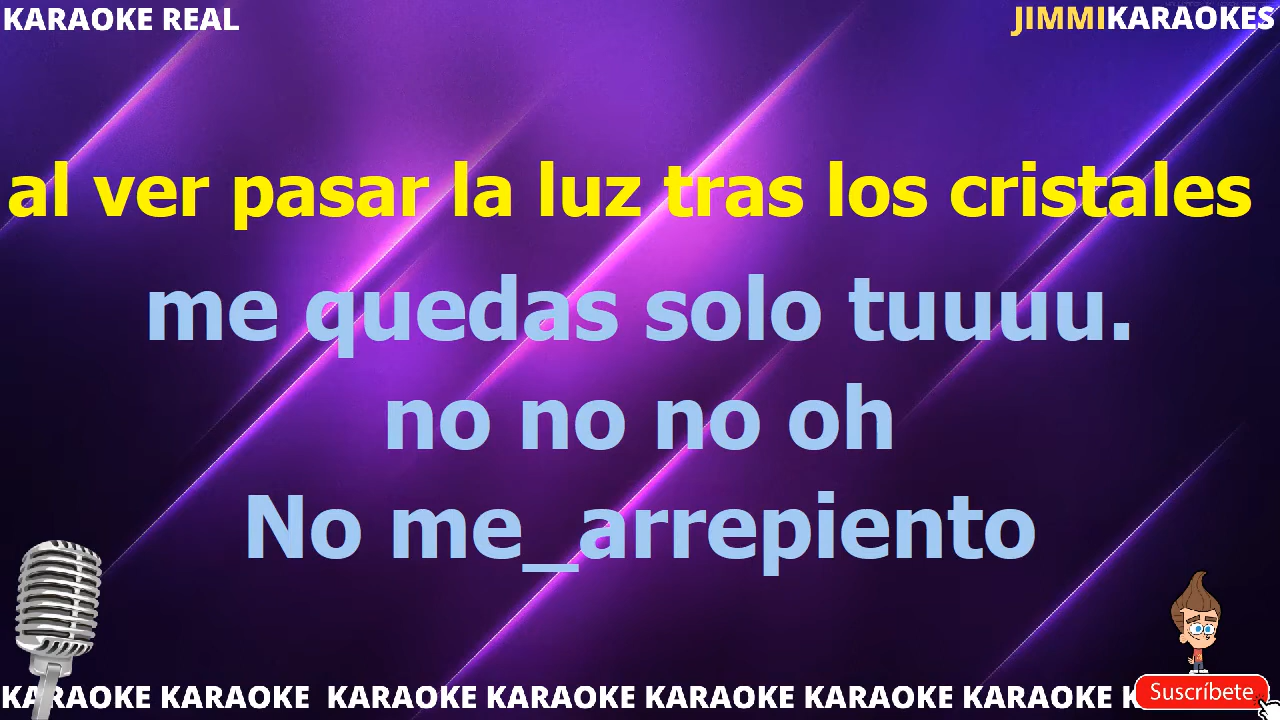 KARAOKE REAL
JIMMIKARAOKES
al ver pasar la luz tras los cristales
me quedas solo tuuuu.
no no no oh
No me_arrepiento
KARAOKE KARAOKE KARAOKE KARAOKE KARAOKE KARAOKE KARAOKE K
Suscríbete